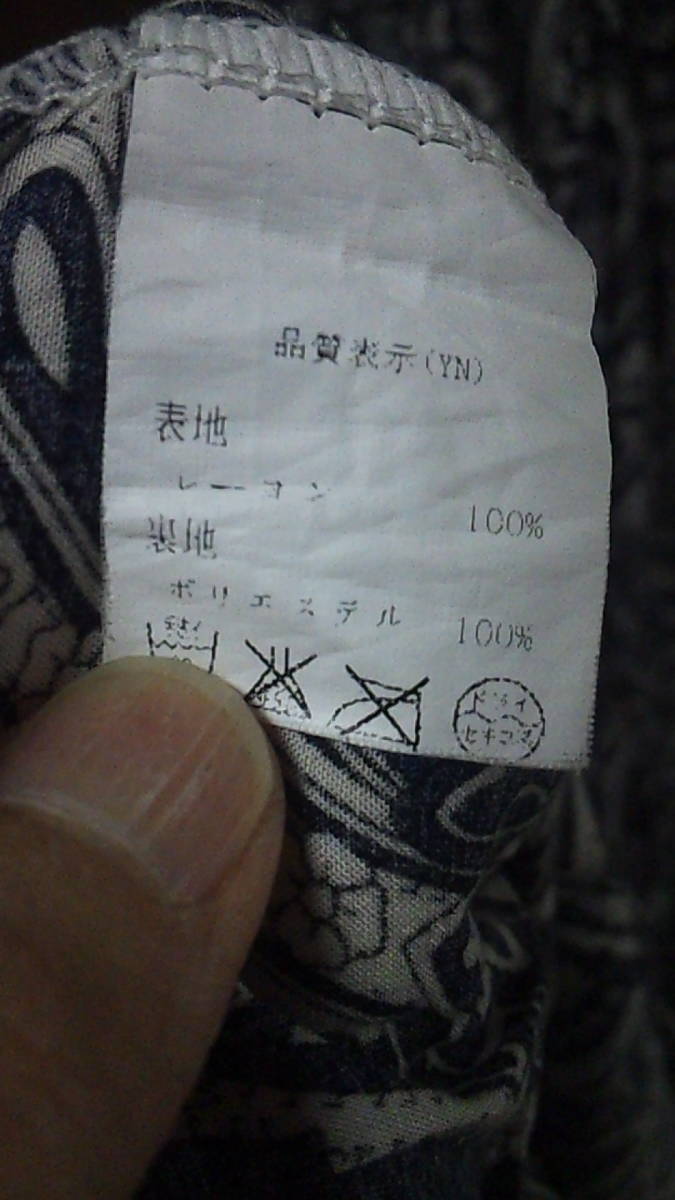 品質表示(YN)
表地
レーヨン 100%
裏地
ポリエステル 100%
ドライ
セキユ系